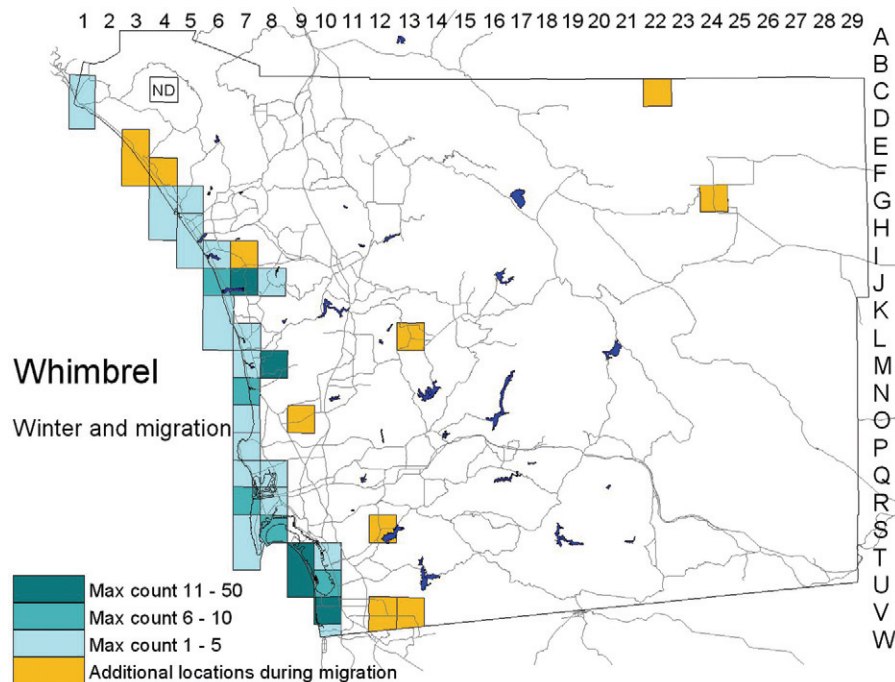 1 2 3 4 5 6 7 8 9 10 11 12 13 14 15 16 17 18 19 20 21 22 23 24 25 26 27 28 29
A
B
C
D
E
F
G
H
I
J
K
L
M
N
O
P
Q
R
S
T
U
V
W
ND
Whimbrel
Winter and migration
Max count 11 - 50
Max count 6 - 10
Max count 1 - 5
Additional locations during migration